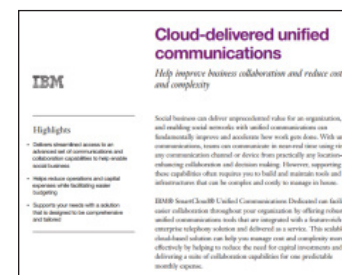 Cloud-delivered unified
communications
Help improve business collaboration and reduce cost
and complexity
IBM
Highlights
• Delivers streamlined access to an
advanced set of communications and
collaboration capabilities to help enable
social business
• Helps reduce operations and capital
expenses while facilitating easier
budgeting
• Supports your needs with a solution
that is designed to be comprehensive
and tailored
Social business can deliver unprecedented value for an organization,
and enabling social networks with unified communications can
fundamentally improve and accelerate how work gets done. With
communications, teams can communicate in real-time using
any communication channel or device from practically any
enhancing collaboration and decision making. However, supporting
these capabilities often requires you to build and maintain tools and
infrastructures that can be complex and costly to manage in house.
IBM® SmartCloud® Unified Communications Dedicated can
easier collaboration throughout your organization by offering robust
unified communications tools that are integrated with a
enterprise telephony solution and delivered as a service. This
cloud-based solution can help you manage cost and complexity more
effectively by helping to reduce the need for capital investments and
delivering a suite of collaboration capabilities for one predictable
monthly expense.